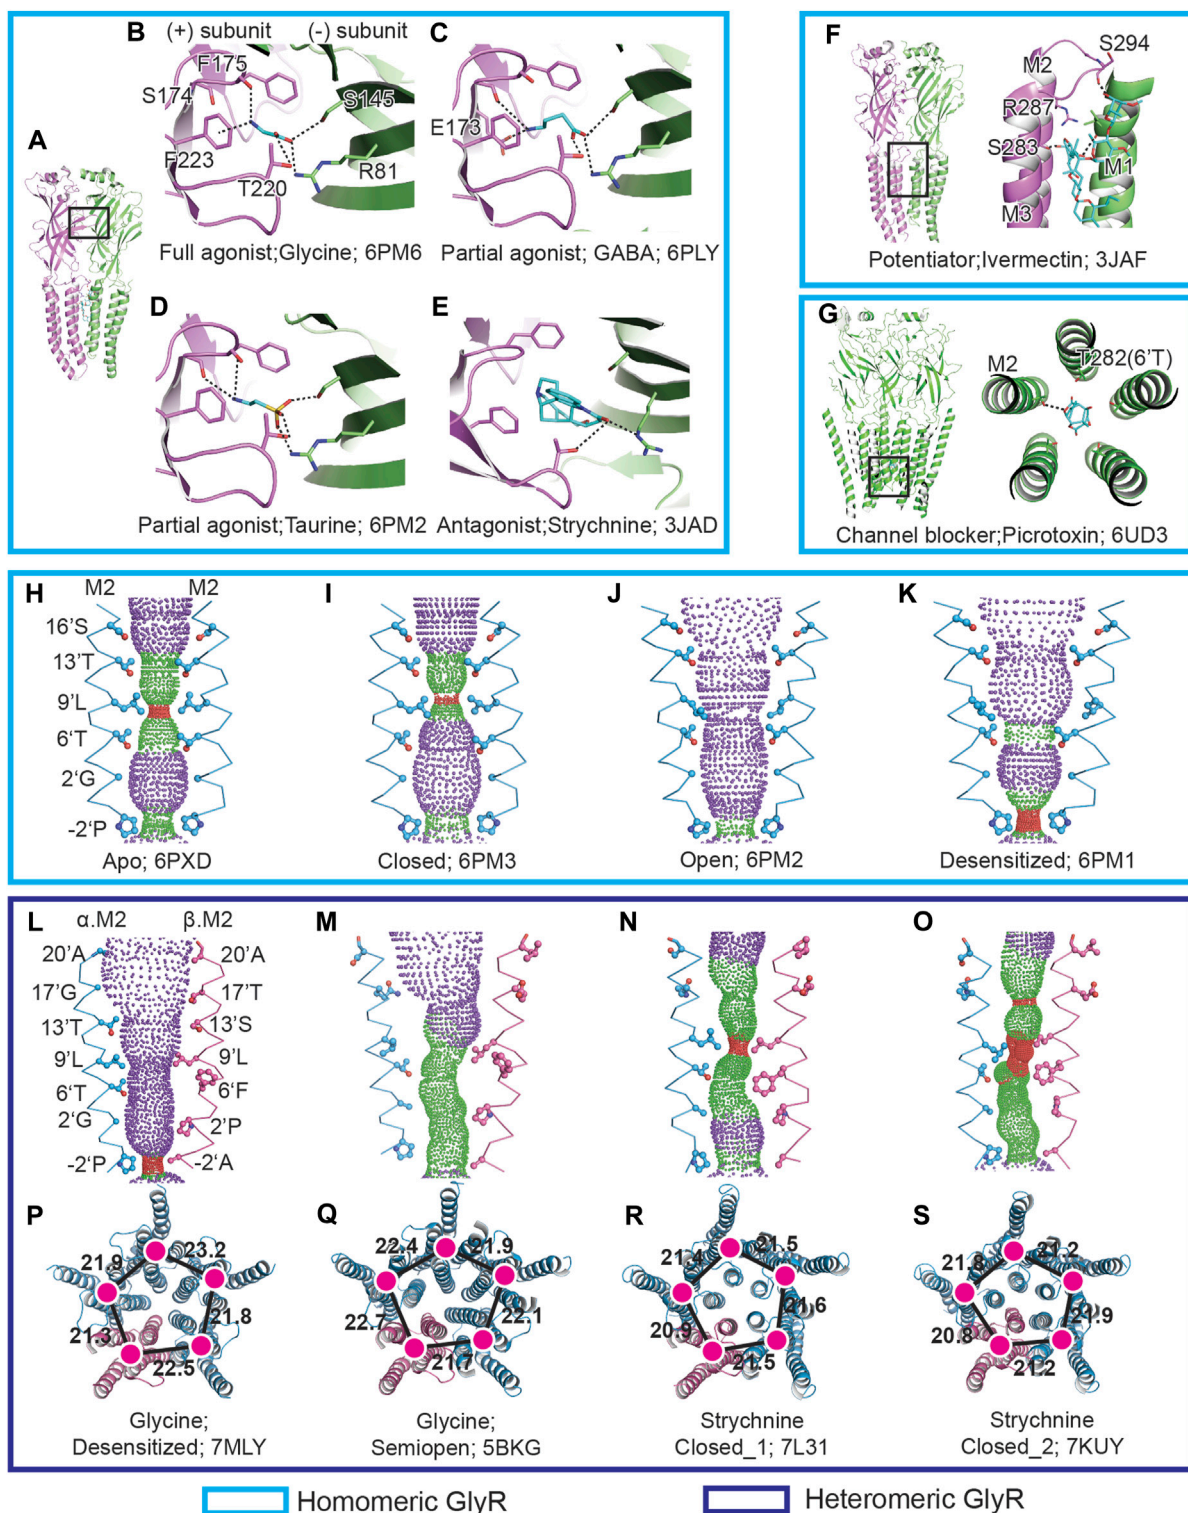 A
B (+) subunit (-) subunit
F175
S174
S145
F223
T220
R81
Full agonist;Glycine; 6PM6
C
E173
Partial agonist; GABA; 6PLY
D
Partial agonist;Taurine; 6PM2
E
Antagonist;Strychnine; 3JAD
F
S294
M2
R287
S283
M1
M3
Potentiator;Ivermectin; 3JAF
G
M2
T282(6'T)
Channel blocker;Picrotoxin; 6UD3
H M2 M2
16'S
13'T
9'L
6'T
2'G
-2'P
Apo; 6PXD
I
Closed; 6PM3
J
Open; 6PM2
K
Desensitized; 6PM1
L α.M2 β.M2
20'A 20'A
17'G 17'T
13'T 13'S
9'L 9'L
6'T 6'F
2'G 2'P
-2'P -2'A
M
N
O
P
21.9 23.2
21.8
21.3
22.5
Glycine;
Desensitized; 7MLY
Q
22.4 21.9
22.1
22.7
21.7
Glycine;
Semiopen; 5BKG
R
21.4 21.5
21.6
20.9
21.5
Strychnine
Closed_1; 7L31
S
21.8 21.2
21.9
20.8
21.2
Strychnine
Closed_2; 7KUY
Homomeric GlyR
Heteromeric GlyR